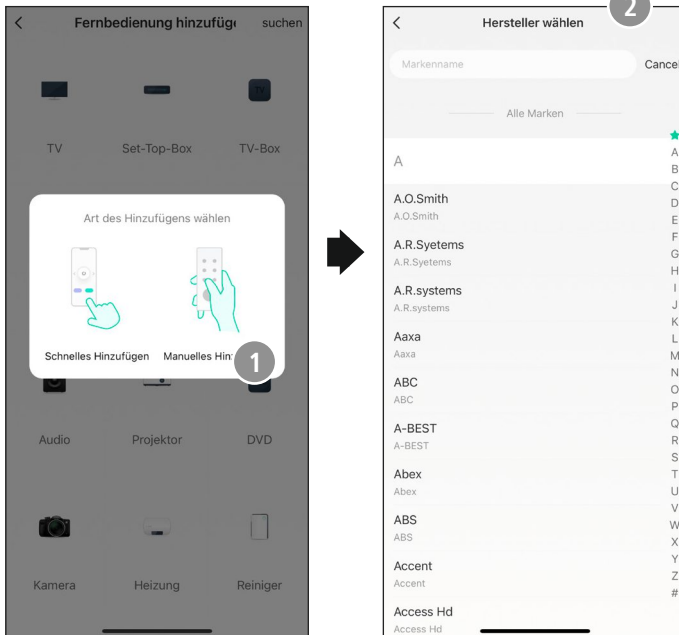 Fernbedienung hinzufüge
suchen
TV
Set-Top-Box
TV-Box
Art des Hinzufügens wählen
Schnelles Hinzufügen
Manuelles Hin
1
Audio
Projektor
DVD
Kamera
Heizung
Reiniger
2
Hersteller wählen
Markenname
Cancel
Alle Marken
A
A.O.Smith
A.O.Smith
A.R.Syetems
A.R.Syetems
A.R.systems
A.R.systems
Aaxa
Aaxa
ABC
ABC
A-BEST
A-BEST
Abex
Abex
ABS
ABS
Accent
Accent
Access Hd
Access Hd
A
B
C
D
E
F
G
H
I
J
K
L
M
N
O
P
Q
R
S
T
U
V
W
X
Y
Z
#